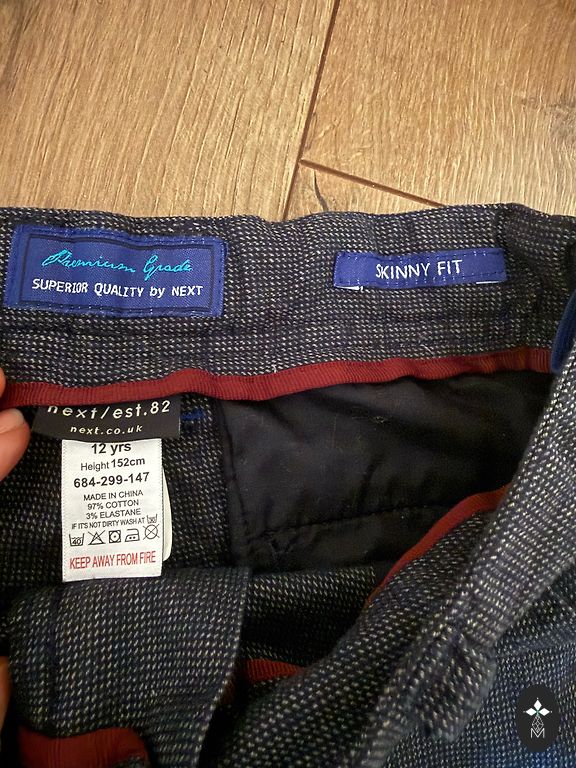 Premium Grade
SUPERIOR QUALITY by NEXT
SKINNY FIT
next/est.82
next.co.uk
12 yrs
Height 152cm
684-299-147
MADE IN CHINA
97% COTTON
3% ELASTANE
IF IT'S NOT DIRTY WASH AT
40
KEEP AWAY FROM FIRE
M